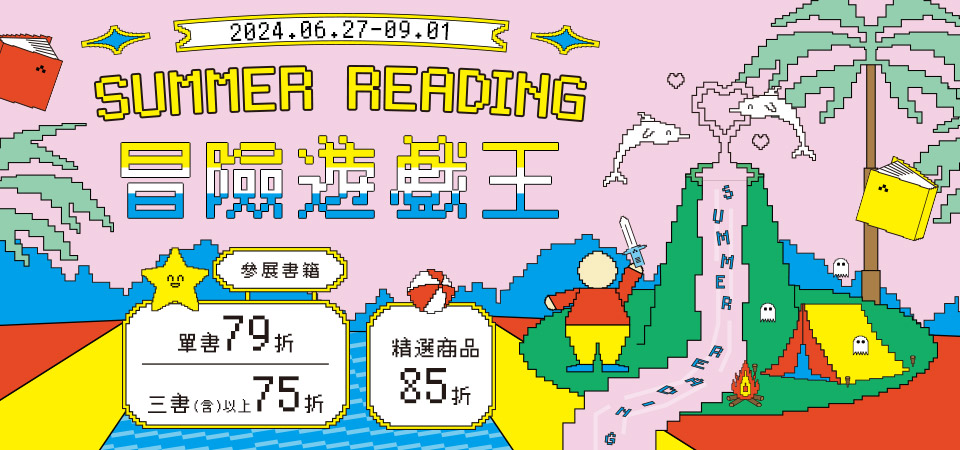 2024.06.27-09.01
SUMMER READING
冒險遊戲王
參展書籍
單書79折
三書(含)以上75折
精選商品
85折
SUMMER
READING